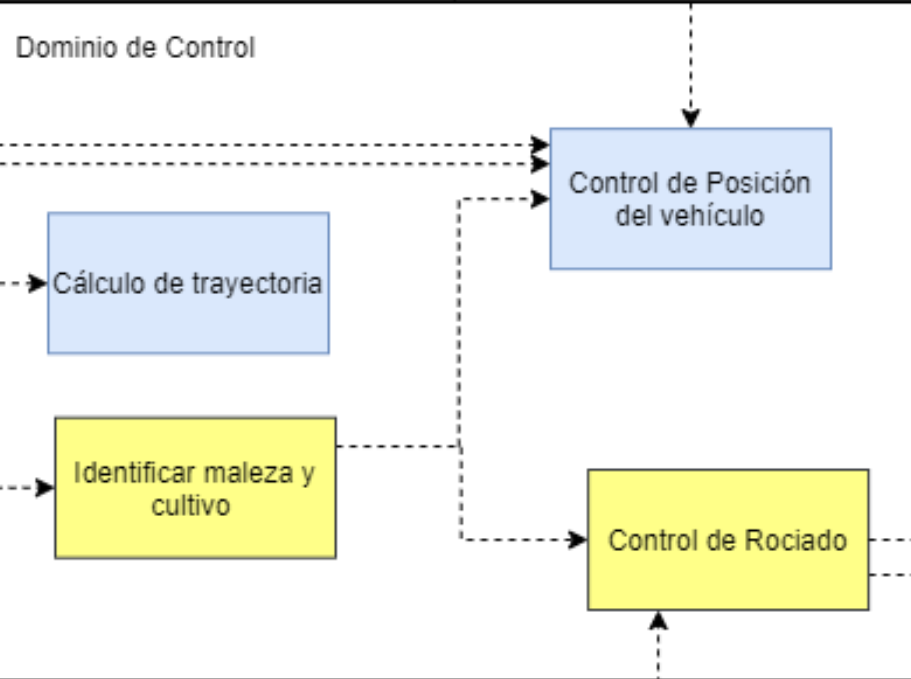 Dominio de Control
Control de Posición
del vehículo
Cálculo de trayectoria
Identificar maleza y
cultivo
Control de Rociado